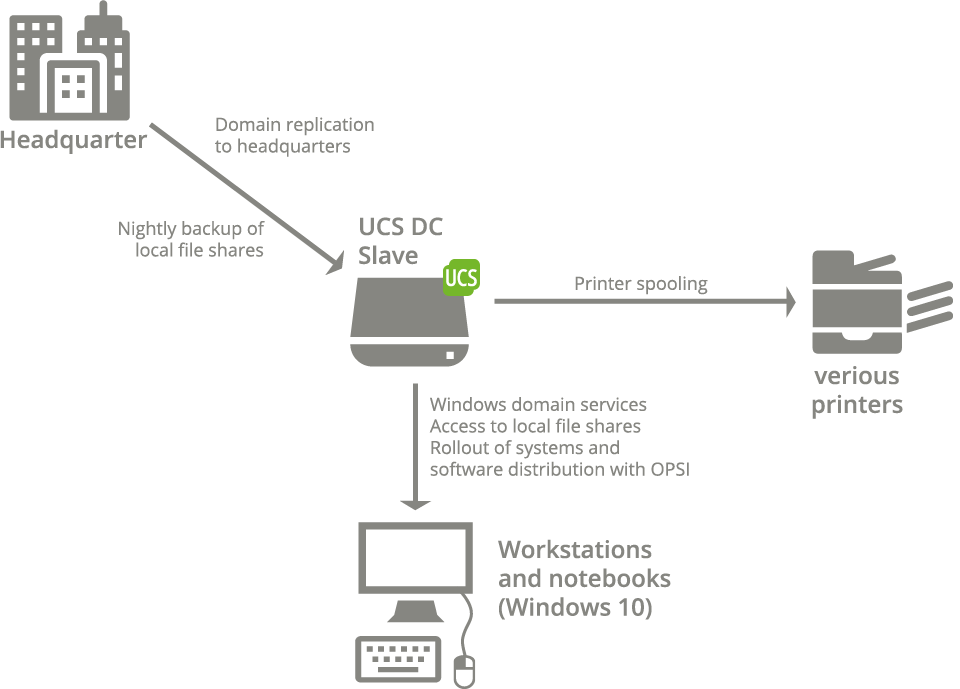 Headquarter
Domain replication
to headquarters
Nightly backup of
local file shares
UCS DC
Slave
UCS
Printer spooling
verious
printers
Windows domain services
Access to local file shares
Rollout of systems and
software distribution with OPSI
Workstations
and notebooks
(Windows 10)